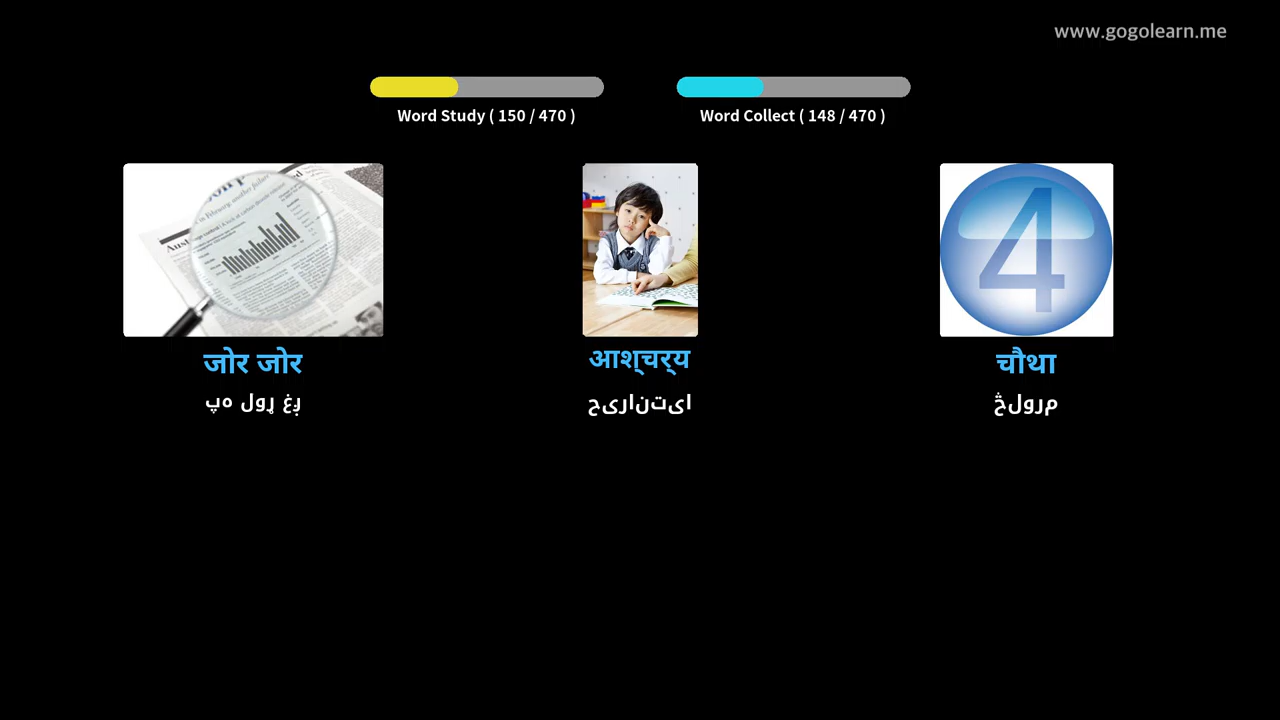 www.gogolearn.me
Word Study ( 150 / 470 )
Word Collect ( 148 / 470 )
जोर जोर
आश्चर्य
चौथा
په لوړ غږ
حیرانتیا
څلورم